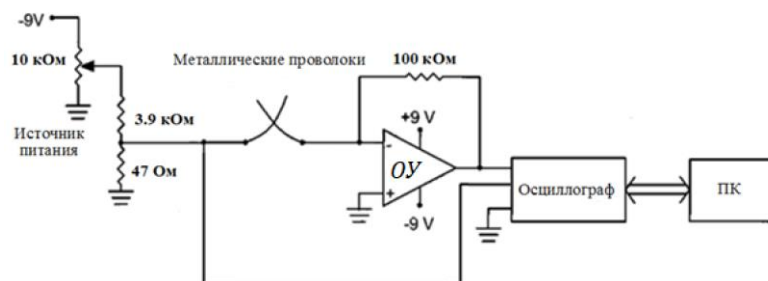 -9V
10 кОм
Источник
питания
3.9 кОм
47 Ом
Металлические проволоки
100 кОм
+9 V
-
ОУ
+
-9 V
Осциллограф
ПК